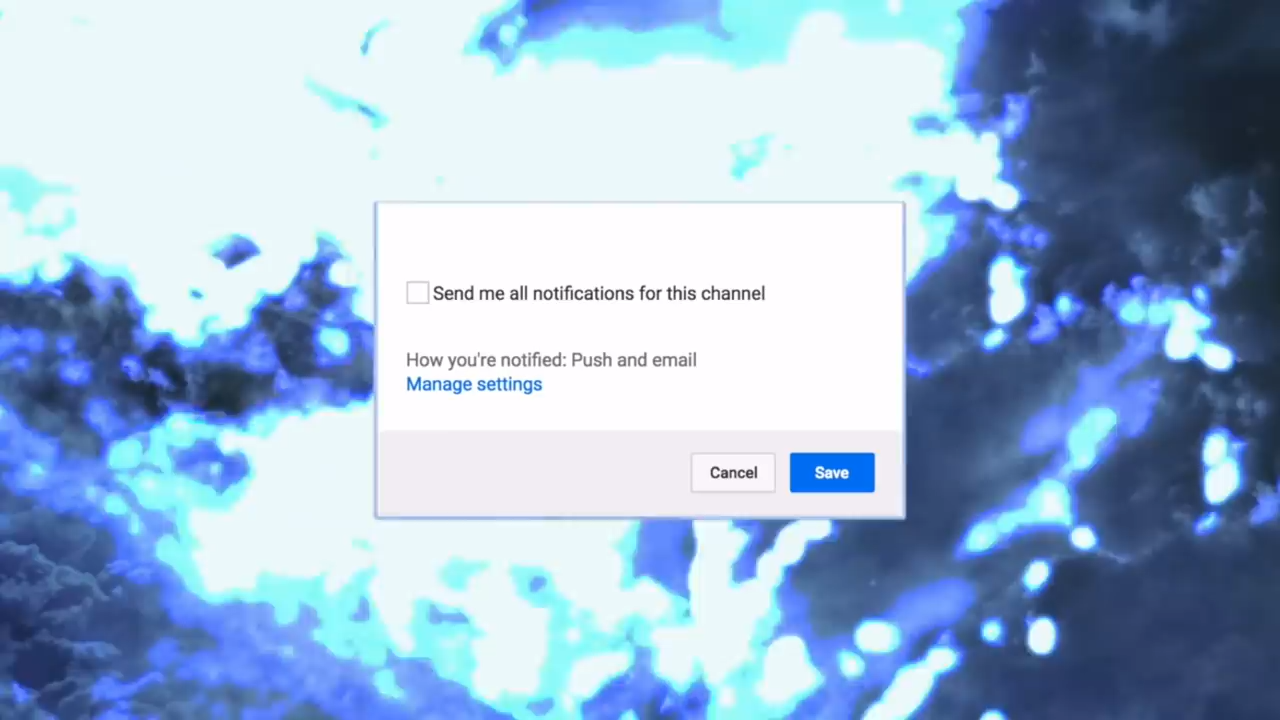 Send me all notifications for this channel
How you're notified: Push and email
Manage settings
Cancel
Save